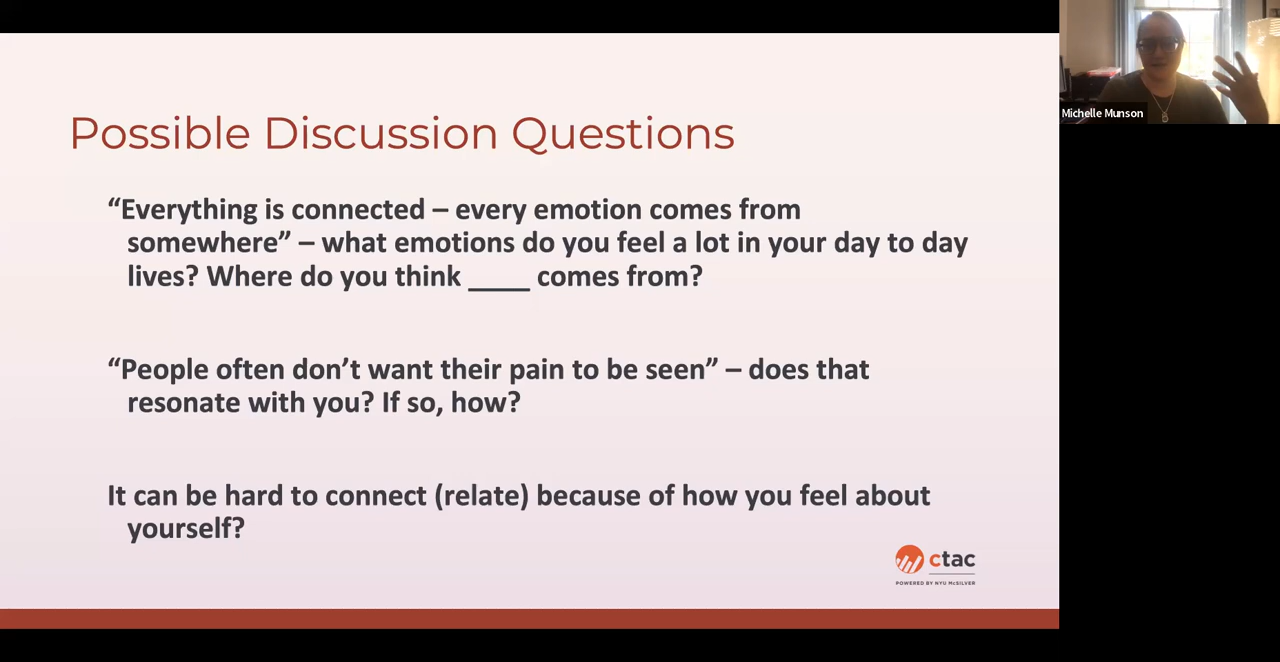 Possible Discussion Questions
“Everything is connected – every emotion comes from
somewhere” – what emotions do you feel a lot in your day to day
lives? Where do you think ____ comes from?
“People often don’t want their pain to be seen” – does that
resonate with you? If so, how?
It can be hard to connect (relate) because of how you feel about
yourself?
ctac
POWERED BY NYU McSILVER
Michelle Munson